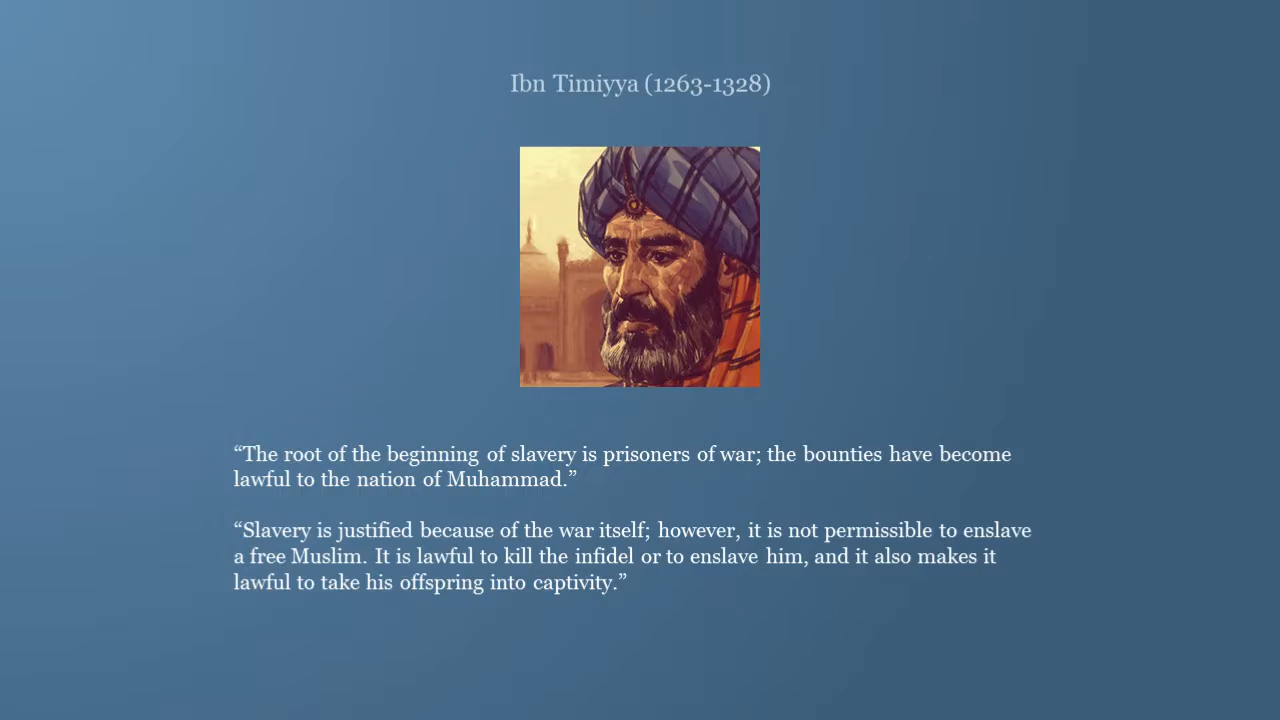 Ibn Timiyya (1263-1328)
“The root of the beginning of slavery is prisoners of war; the bounties have become
lawful to the nation of Muhammad.”
“Slavery is justified because of the war itself; however, it is not permissible to enslave
a free Muslim. It is lawful to kill the infidel or to enslave him, and it also makes it
lawful to take his offspring into captivity.”